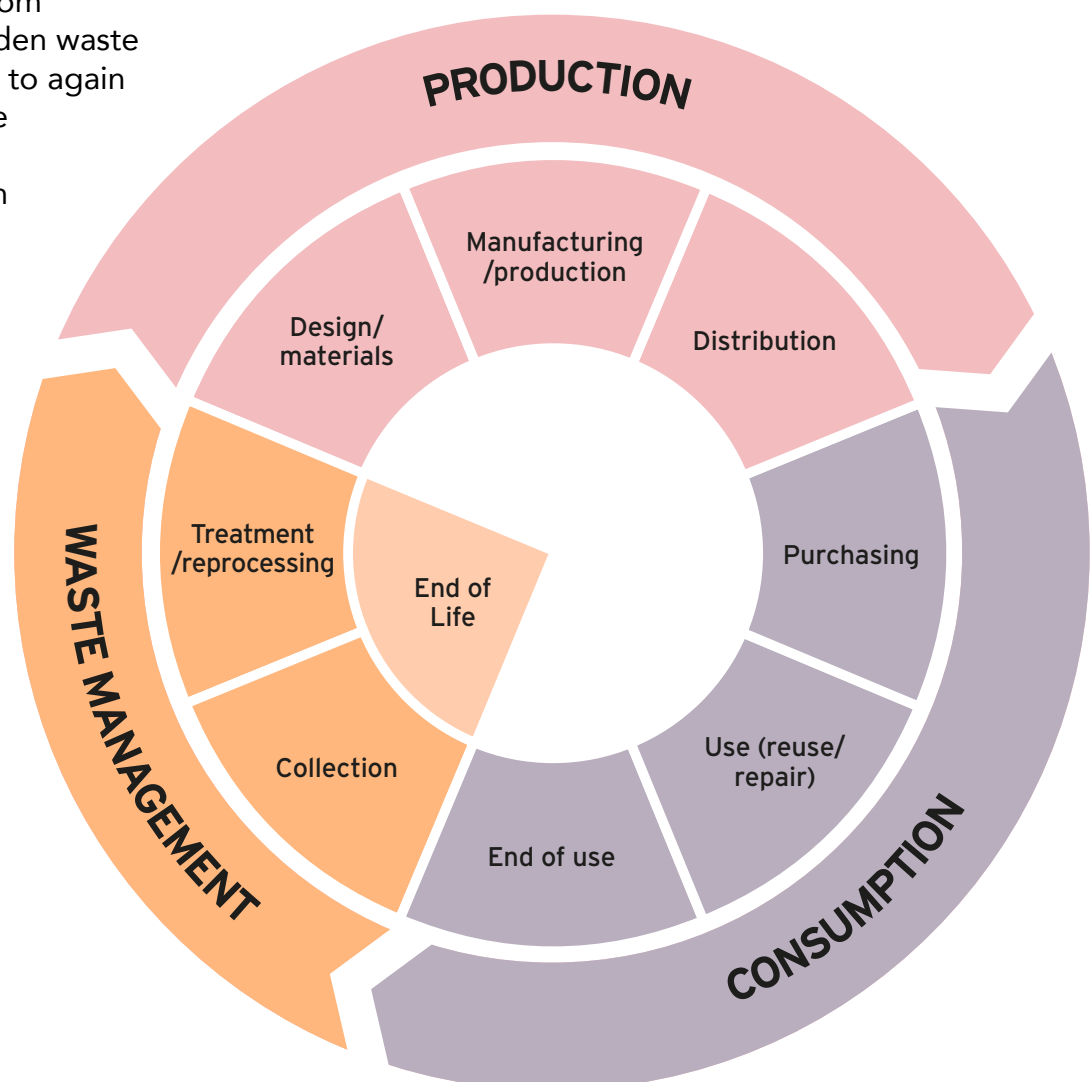 den waste
to again
PRODUCTION
Manufacturing
/production
Design/
materials
Distribution
Treatment
/reprocessing
End of
Life
Purchasing
Use (reuse/
repair)
Collection
End of use
WASTE MANAGEMENT
CONSUMPTION